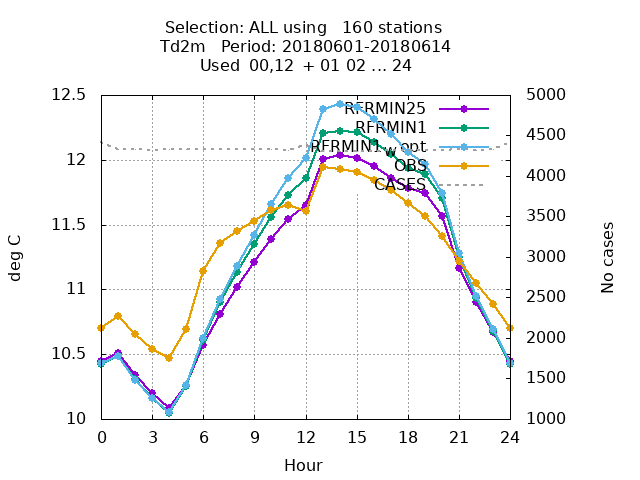 Selection: ALL using   160 stations
Td2m   Period: 20180601-20180614
Used  00,12  + 01 02 ... 24
12.5
12
11.5
11
10.5
10
deg C
5000
4500
4000
3500
3000
2500
2000
1500
1000
No cases
RFRMIN25
RFRMIN1
RFRMIN1_w_opt
OBS
CASES
0 3 6 9 12 15 18 21 24
Hour